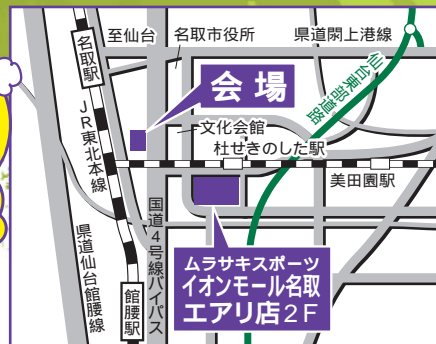 至仙台
名取市役所
県道閖上港線
名取駅
仙台東部道路
会場
文化会館
杜せきのした駅
JR東北本線
美田園駅
国道4号線バイパス
県道仙台館腰線
館腰駅
ムラサキスポーツ
イオンモール名取
エアリ店2F